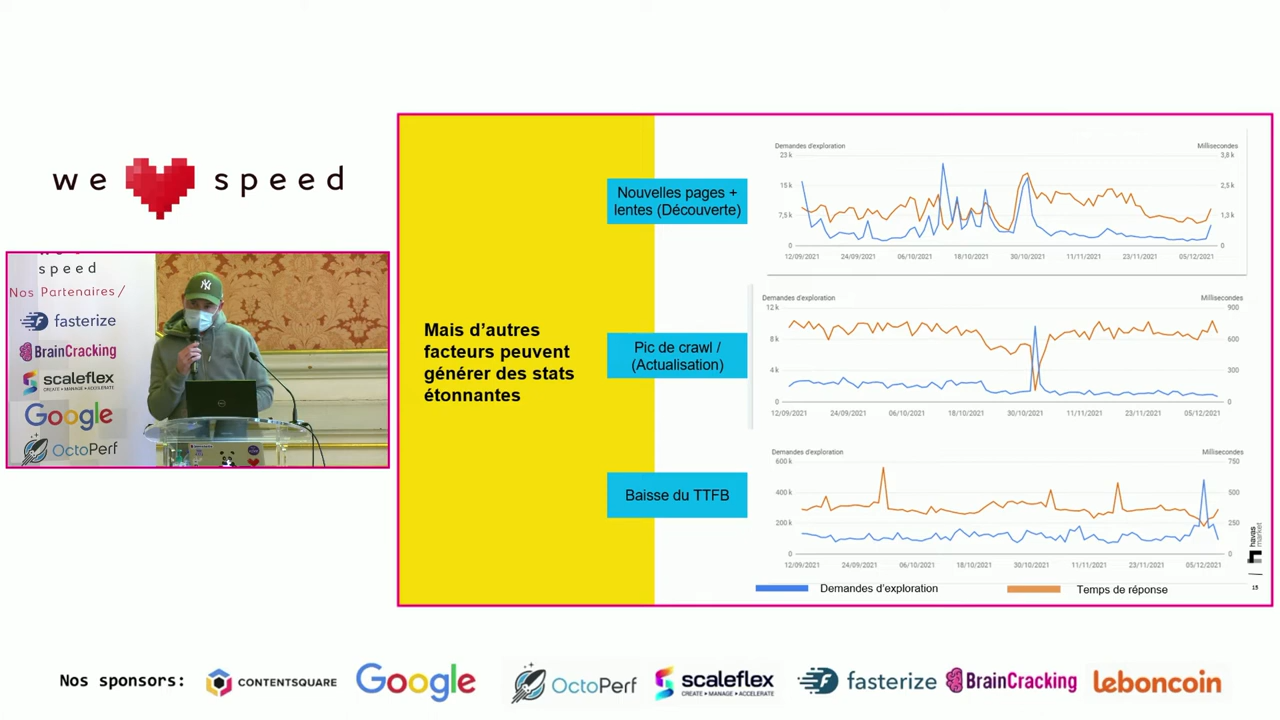 we speed
speed
Nos Partenaires /
fasterize
BrainCracking
scaleflex
CREATE • MANAGE • ACCELERATE
Google
OctoPerf
Mais d'autres
facteurs peuvent
générer des stats
étonnantes
Nouvelles pages +
lentes (Découverte)
Demandes d'exploration
Millisecondes
23 k
15 k
7,5 k
0
3,8 k
2,5 k
1,3 k
0
12/09/2021 24/09/2021 06/10/2021 18/10/2021 30/10/2021 11/11/2021 23/11/2021 05/12/2021
Pic de crawl /
(Actualisation)
Demandes d'exploration
Millisecondes
12 k
8 k
4 k
0
900
600
300
0
12/09/2021 24/09/2021 06/10/2021 18/10/2021 30/10/2021 11/11/2021 23/11/2021 05/12/2021
Baisse du TTFB
Demandes d'exploration
Millisecondes
600 k
400 k
200 k
0
750
500
250
0
12/09/2021 24/09/2021 06/10/2021 18/10/2021 30/10/2021 11/11/2021 23/11/2021 05/12/2021
Demandes d'exploration
Temps de réponse
havas
market
15
Nos sponsors:
CONTENTSQUARE
Google
OctoPerf
scaleflex
CREATE • MANAGE • ACCELERATE
fasterize
BrainCracking
leboncoin